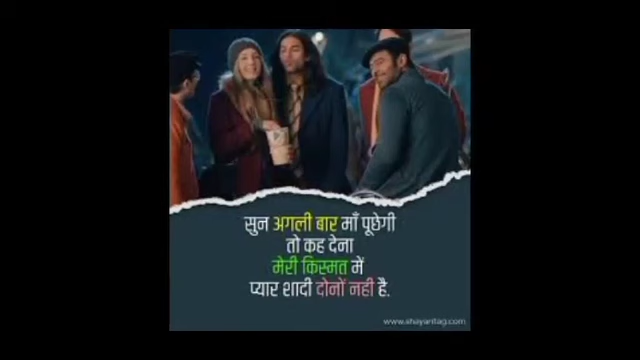 सुन अगली बार माँ पूछेगी
तो कह देना
मेरी किस्मत में
प्यार शादी दोनों नही है.
www.shayaritag.com